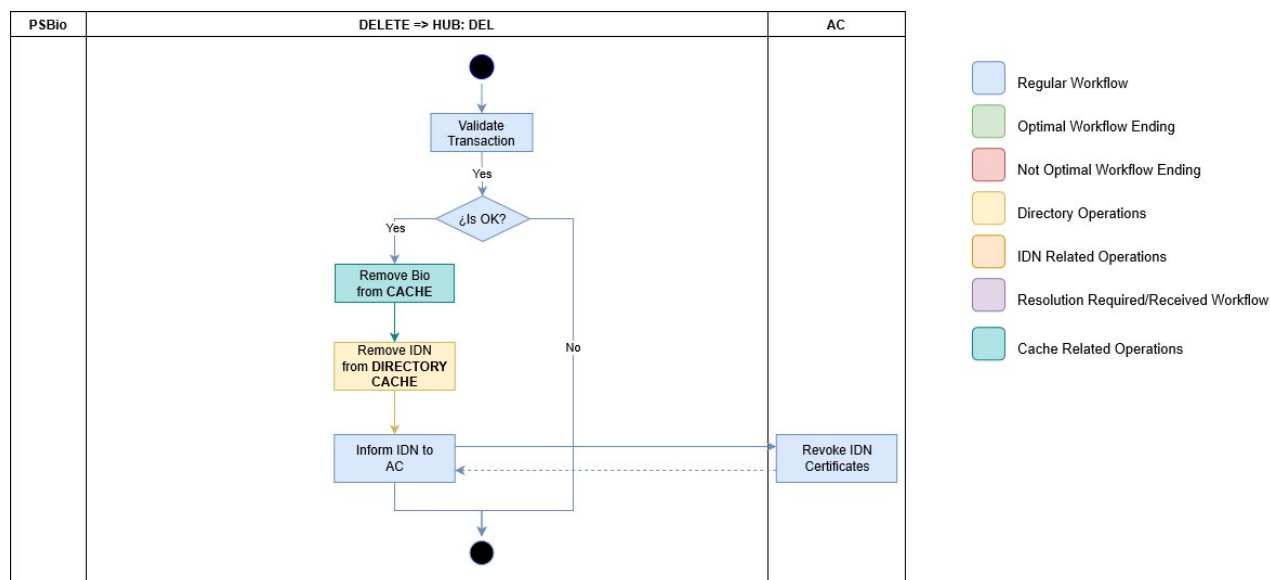 PSBio
DELETE => HUB: DEL
AC
Validate
Transaction
Yes
¿Is OK?
Yes
Remove Bio
from CACHE
Remove IDN
from DIRECTORY
CACHE
No
Inform IDN to
AC
Revoke IDN
Certificates
Regular Workflow
Optimal Workflow Ending
Not Optimal Workflow Ending
Directory Operations
IDN Related Operations
Resolution Required/Received Workflow
Cache Related Operations